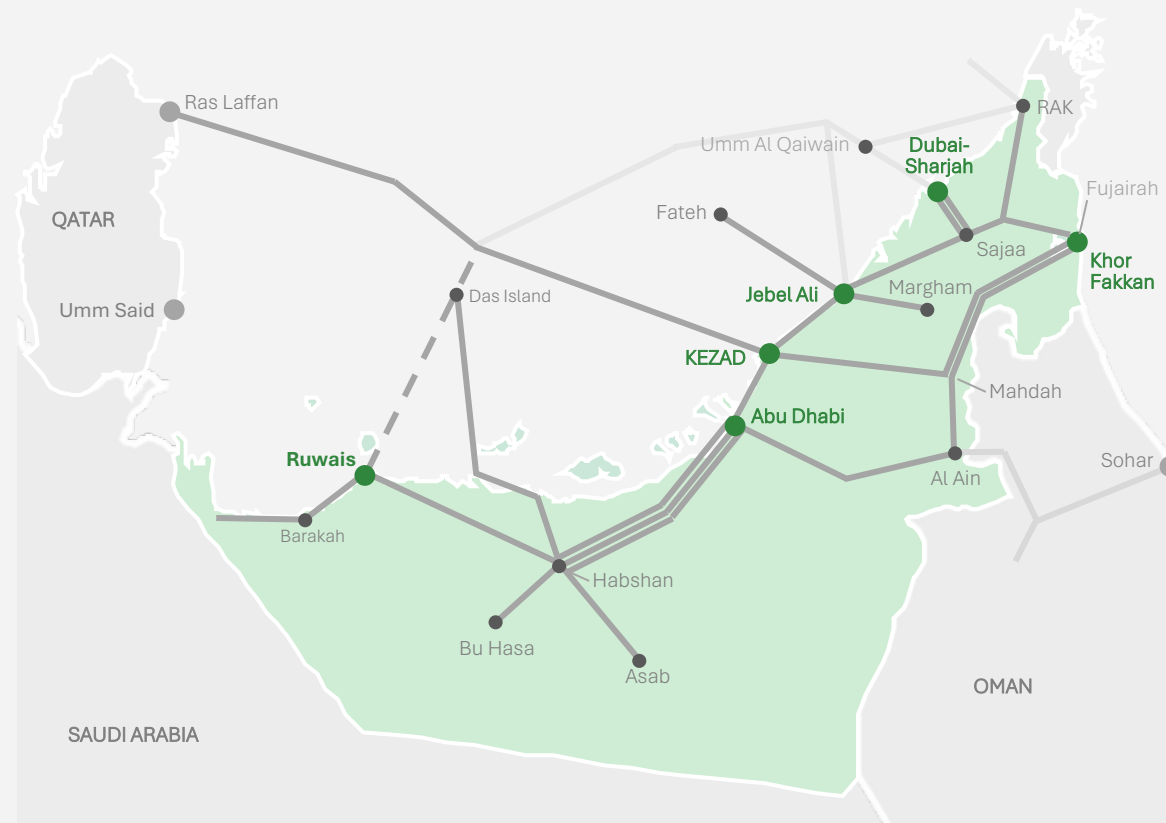 Ras Laffan
RAK
Umm Al Qaiwain
Dubai-
Sharjah
Fujairah
QATAR
Fateh
Sajaa
Khor
Fakkan
Umm Said
Das Island
Jebel Ali
Margham
KEZAD
Mahdah
Abu Dhabi
Ruwais
Sohar
Al Ain
Barakah
Habshan
Bu Hasa
Asab
OMAN
SAUDI ARABIA